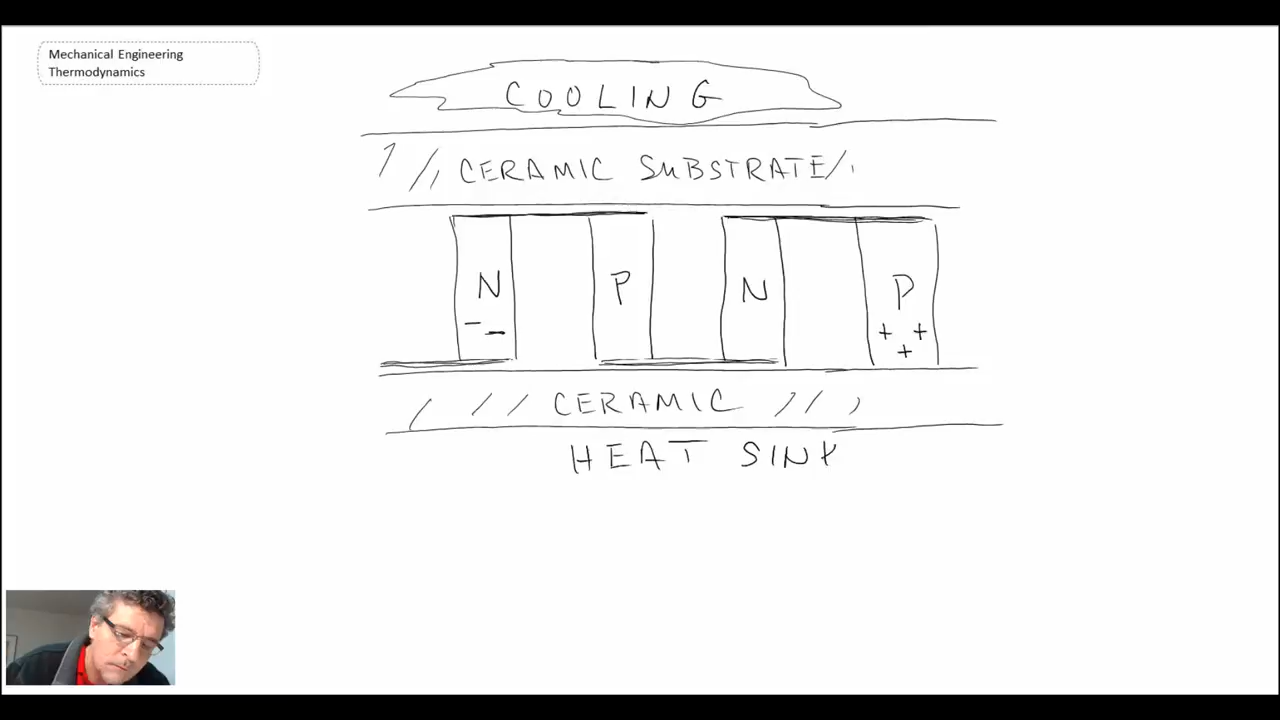 Mechanical Engineering
Thermodynamics
COOLING
CERAMIC SUBSTRATE
N P N P
- - + + +
CERAMIC
HEAT SINK